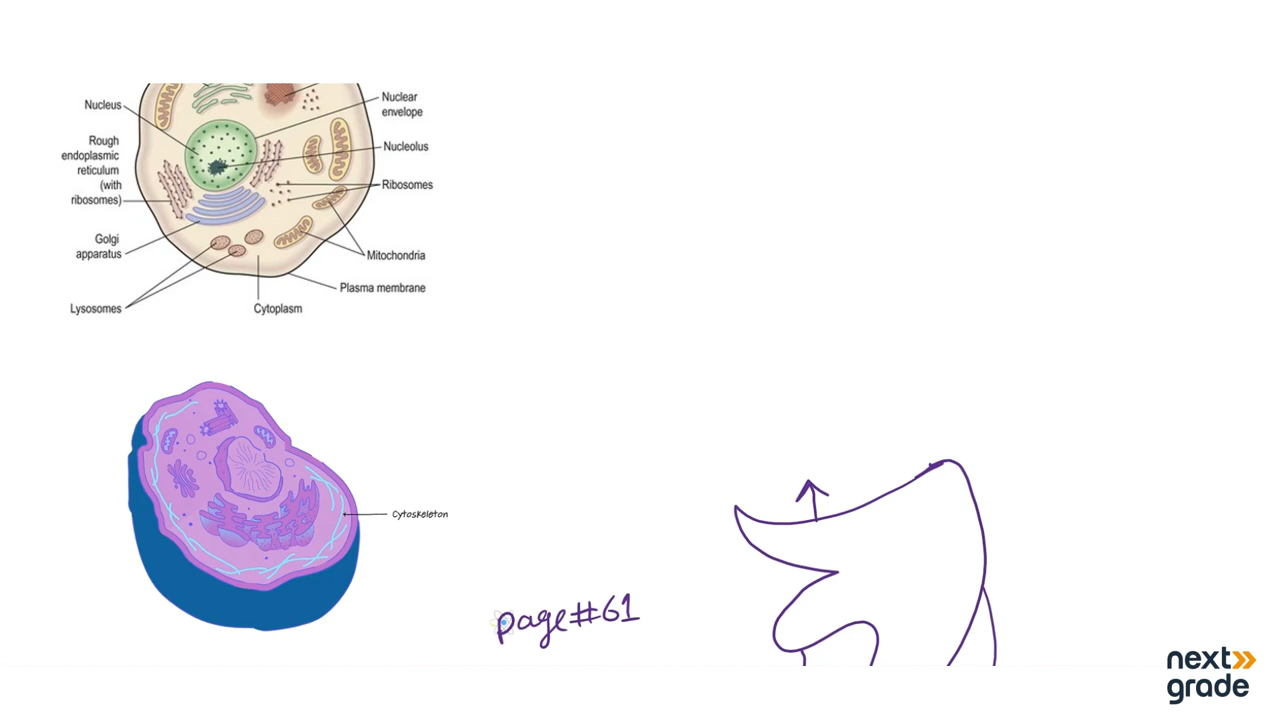 Nucleus
Nuclear
envelope
Rough
endoplasmic
reticulum
(with
ribosomes)
Nucleolus
Ribosomes
Golgi
apparatus
Mitochondria
Plasma membrane
Lysosomes
Cytoplasm
Cytoskeleton
page#61
next
grade